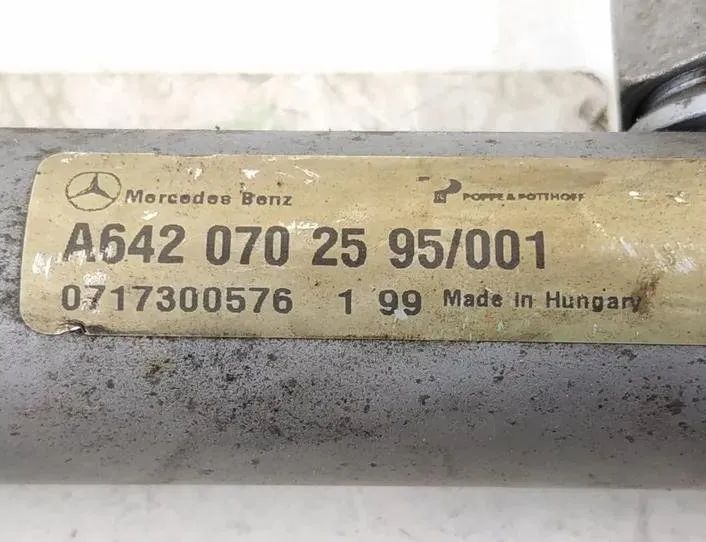 Mercedes Benz POPPE & POTTHOFF
A642 070 25 95/001
0717300576 1 99 Made in Hungary